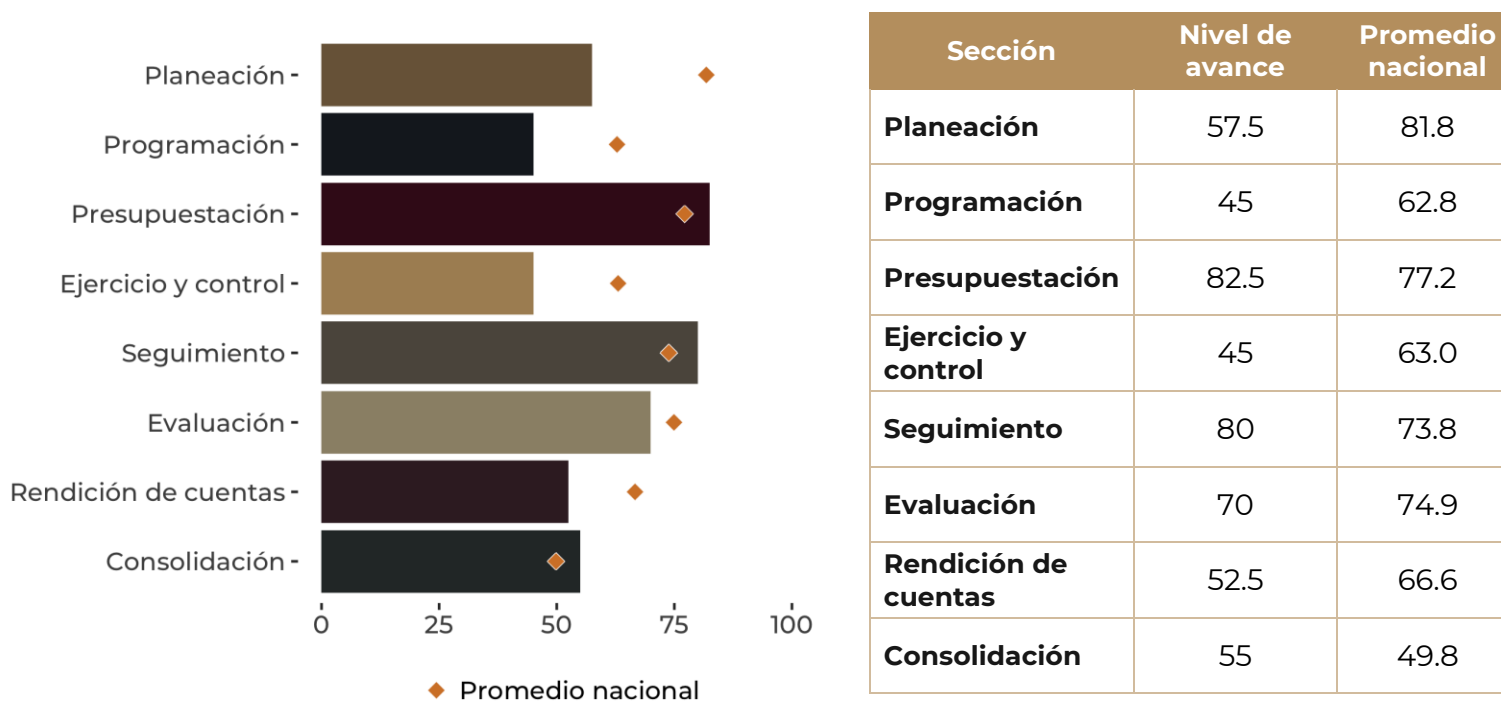 Planeación
Programación
Presupuestación
Ejercicio y control
Seguimiento
Evaluación
Rendición de cuentas
Consolidación
0 25 50 75 100
Promedio nacional
Sección Nivel de avance Promedio nacional
Planeación 57.5 81.8
Programación 45 62.8
Presupuestación 82.5 77.2
Ejercicio y control 45 63.0
Seguimiento 80 73.8
Evaluación 70 74.9
Rendición de cuentas 52.5 66.6
Consolidación 55 49.8